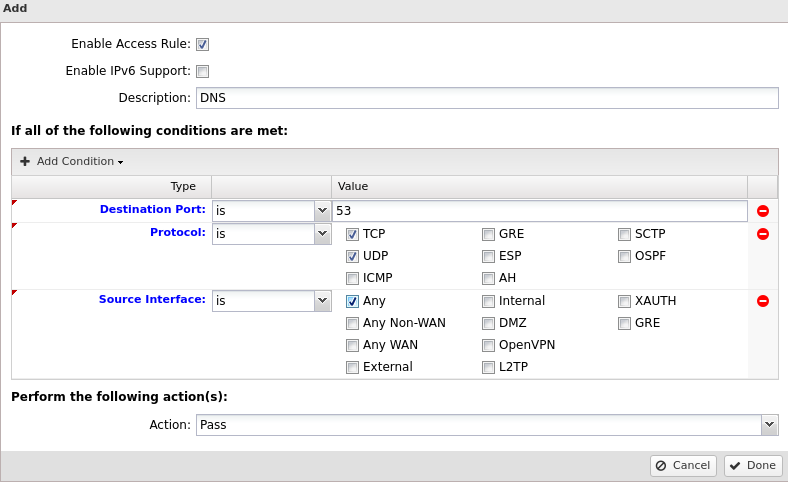 Add
Enable Access Rule:
Enable IPv6 Support:
Description: DNS
If all of the following conditions are met:
Add Condition
Type Value
Destination Port: is 53
Protocol: is TCP GRE SCTP
UDP ESP OSPF
ICMP AH
Source Interface: is Any Internal XAUTH
Any Non-WAN DMZ GRE
Any WAN OpenVPN
External L2TP
Perform the following action(s):
Action: Pass
Cancel Done